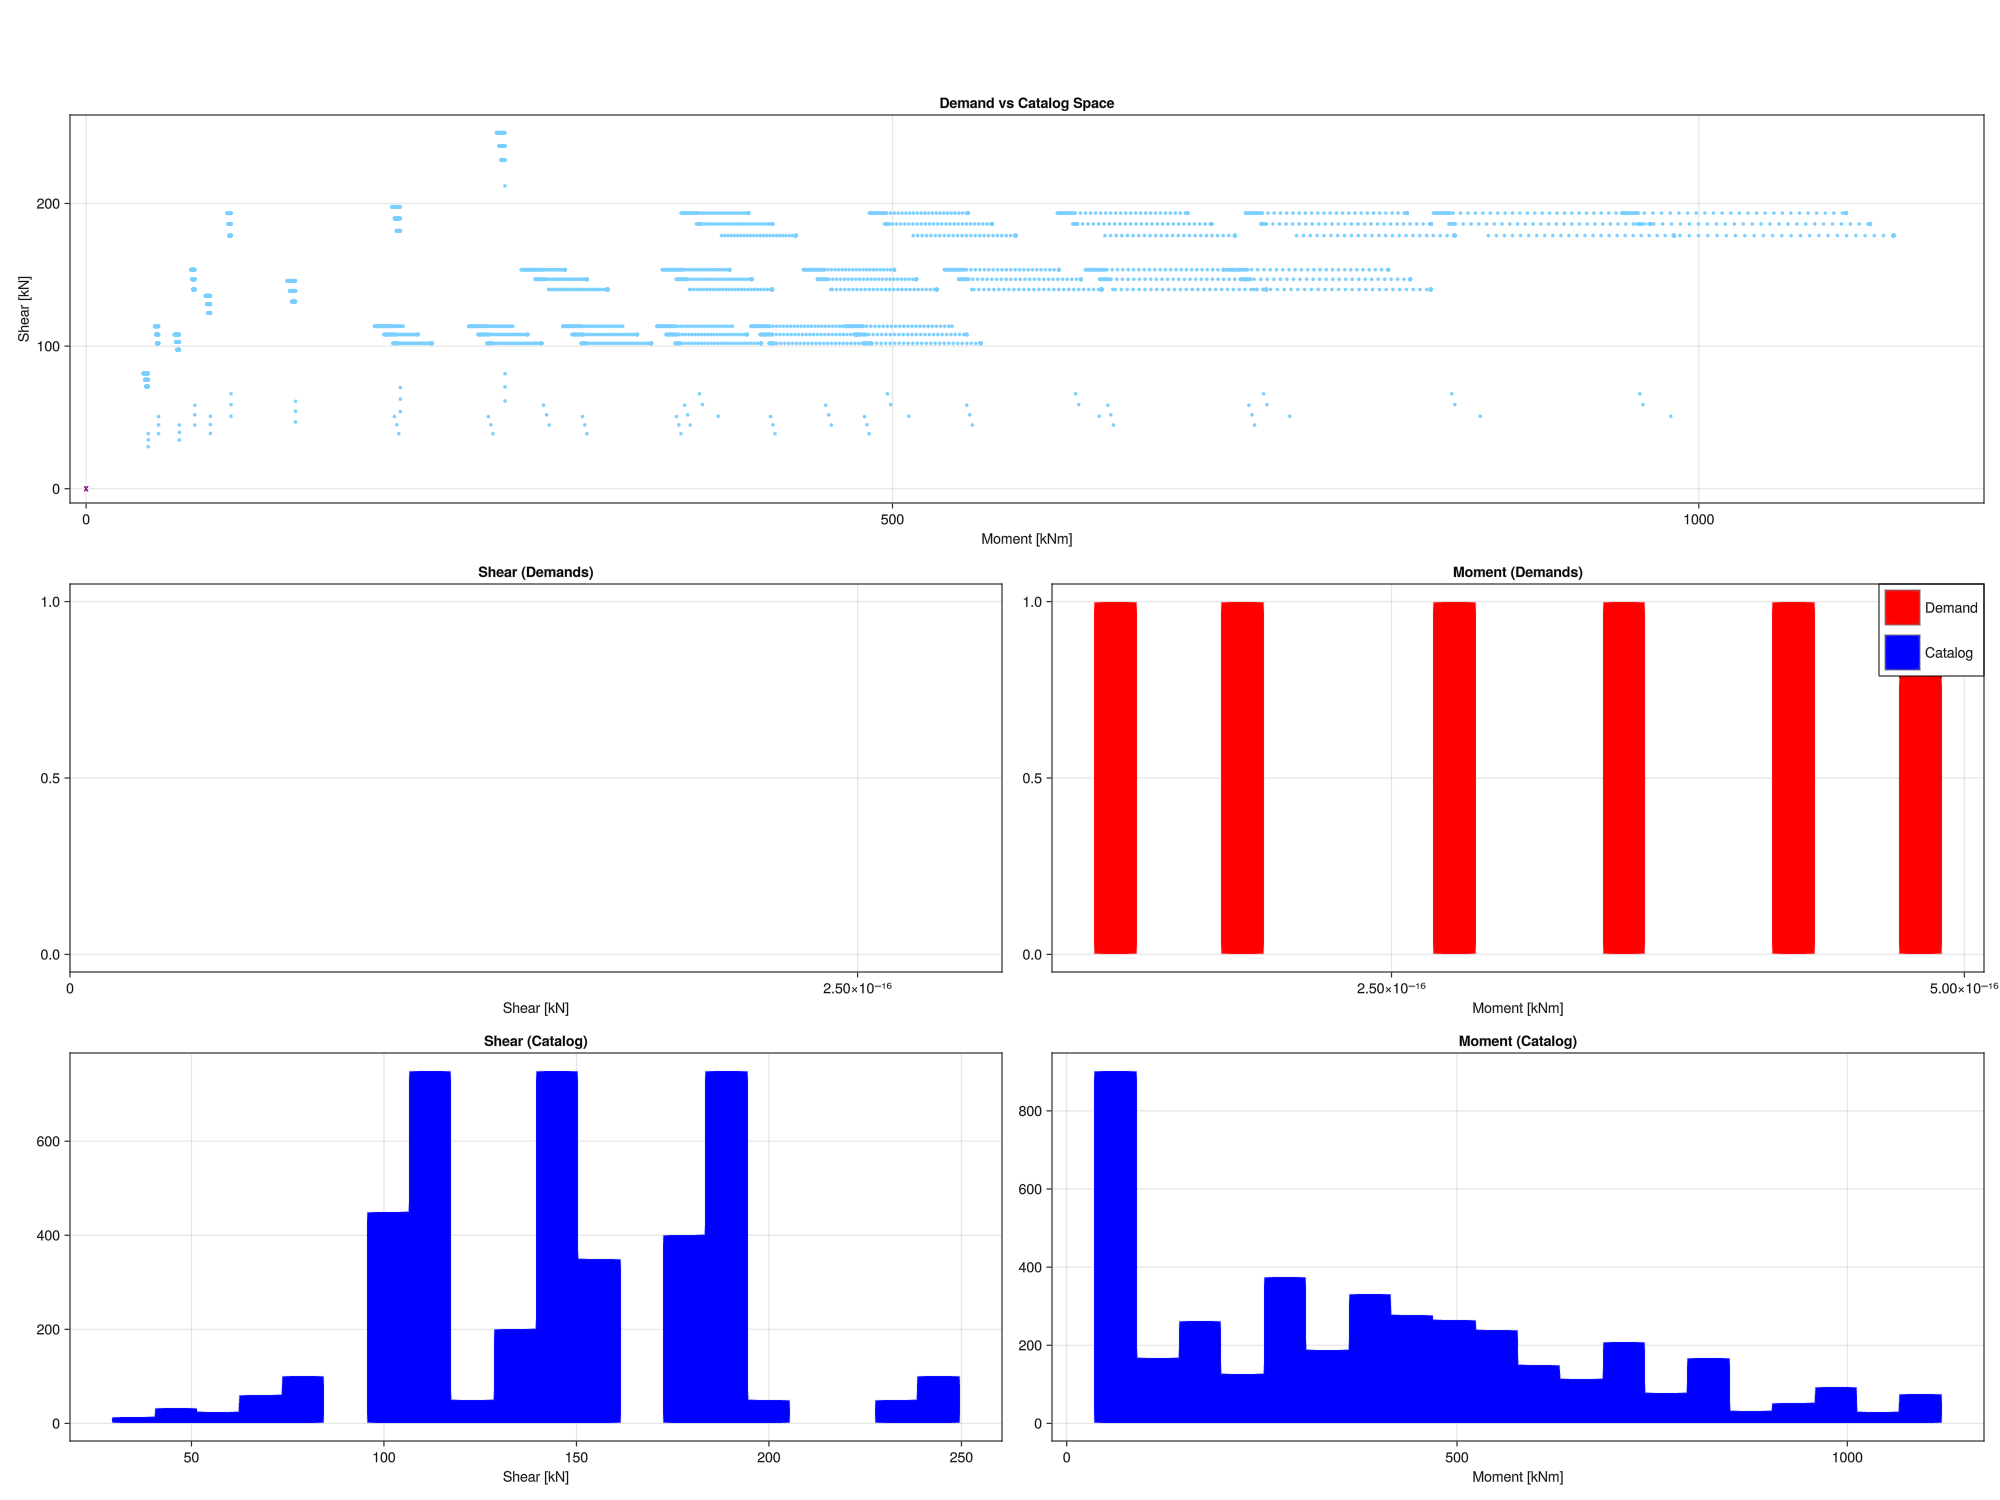 Demand vs Catalog Space
Shear [kN]
200
100
0
0 500 1000
Moment [kNm]
Shear (Demands)
1.0
0.5
0.0
0 2.50×10⁻¹⁶
Shear [kN]
Moment (Demands)
1.0
0.5
0.0
Demand
Catalog
2.50×10⁻¹⁶ 5.00×10⁻¹⁶
Moment [kNm]
Shear (Catalog)
600
400
200
0
50 100 150 200 250
Shear [kN]
Moment (Catalog)
800
600
400
200
0
0 500 1000
Moment [kNm]